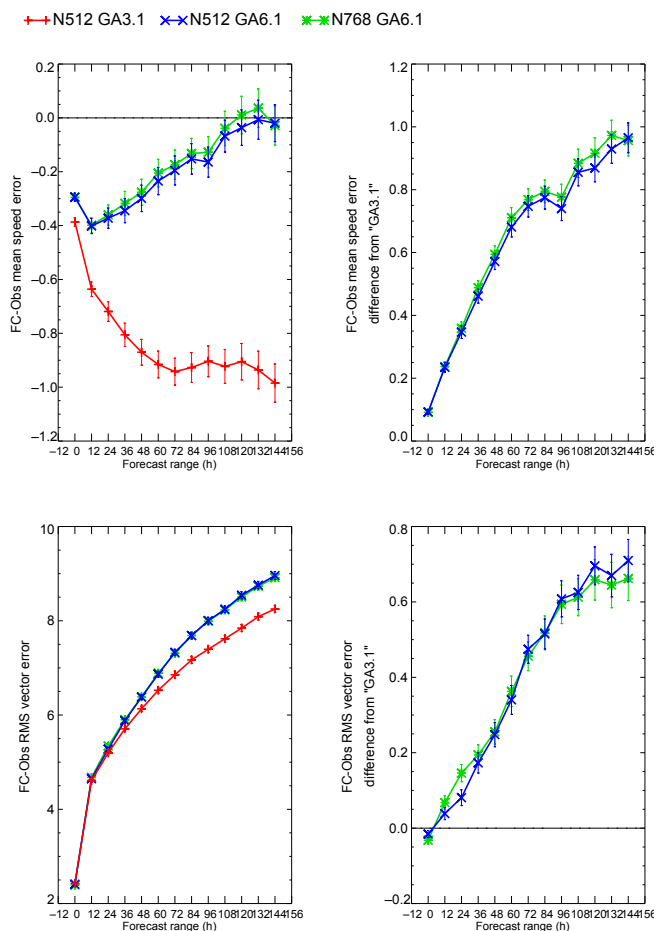 N512 GA3.1 N512 GA6.1 N768 GA6.1
0.2
0.0
−0.2
−0.4
−0.6
−0.8
−1.0
−1.2
FC-Obs mean speed error
−12 0 12 24 36 48 60 72 84 96 108 120 132 144 156
Forecast range (h)
1.2
1.0
0.8
0.6
0.4
0.2
0.0
FC-Obs mean speed error
difference from "GA3.1"
−12 0 12 24 36 48 60 72 84 96 108 120 132 144 156
Forecast range (h)
10
8
6
4
2
FC-Obs RMS vector error
−12 0 12 24 36 48 60 72 84 96 108 120 132 144 156
Forecast range (h)
0.8
0.6
0.4
0.2
0.0
−0.2
FC-Obs RMS vector error
difference from "GA3.1"
−12 0 12 24 36 48 60 72 84 96 108 120 132 144 156
Forecast range (h)